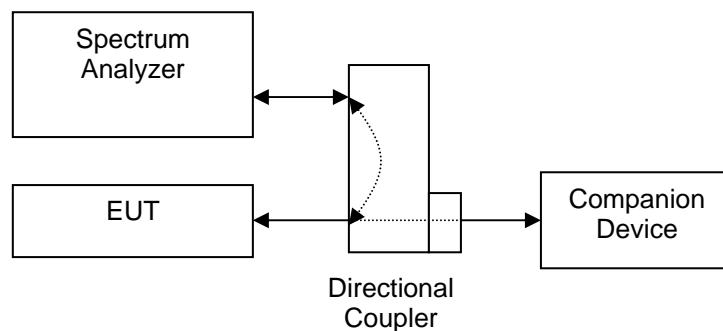 Spectrum
Analyzer
EUT
Companion
Device
Directional
Coupler